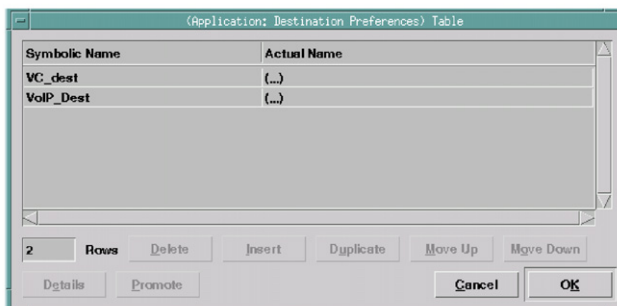 (Application: Destination Preferences) Table
Symbolic Name Actual Name
VC_dest (...)
VoIP_Dest (...)
2 Rows Delete Insert Duplicate Move Up Move Down
Details Promote Cancel OK